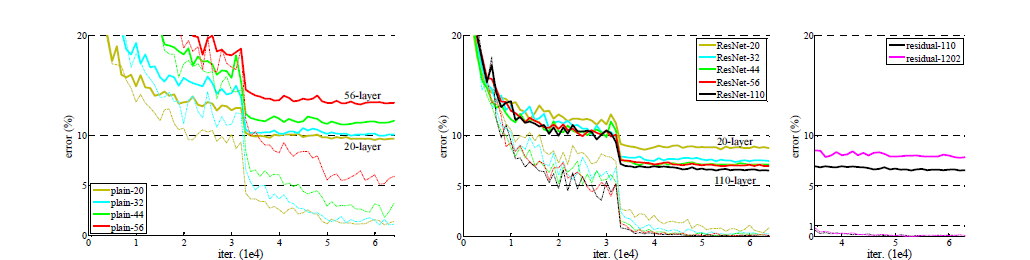 20
10
5
0
error (%)
0
1
2
3
4
5
6
iter. (1e4)
56-layer
20-layer
plain-20
plain-32
plain-44
plain-56
20
10
5
0
error (%)
0
1
2
3
4
5
6
iter. (1e4)
ResNet-20
ResNet-32
ResNet-44
ResNet-56
ResNet-110
20-layer
110-layer
20
10
5
1
0
error (%)
4
5
6
iter. (1e4)
residual-110
residual-1202